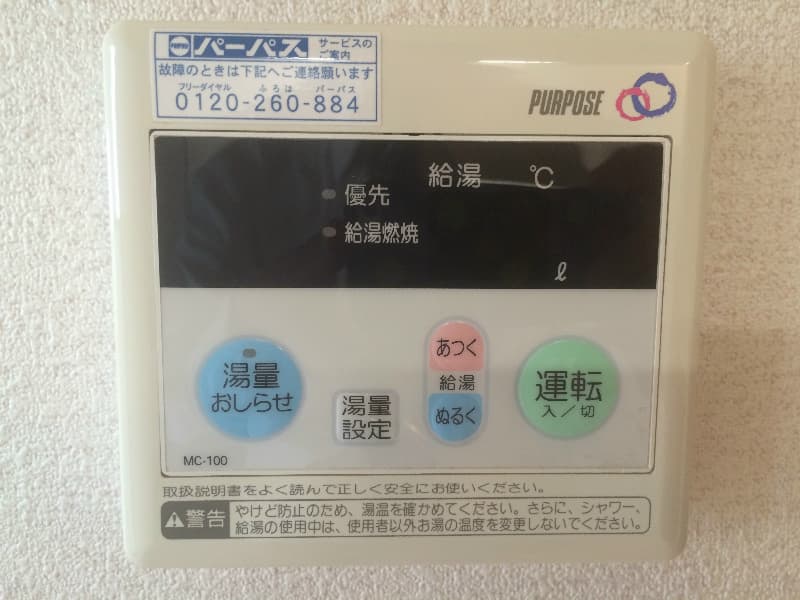 パーパス サービスのご案内
故障のときは下記へご連絡願います
フリーダイヤル ふろは パーパス
0120-260-884
PURPOSE
給湯 ℃
優先
給湯燃焼
ℓ
湯量
おしらせ
湯量
設定
あつく
給湯
ぬるく
運転
入／切
MC-100
取扱説明書をよく読んで正しく安全にお使いください。
警告
やけど防止のため、湯温を確かめてください。さらに、シャワー、
給湯の使用中は、使用者以外お湯の温度を変更しないでください。